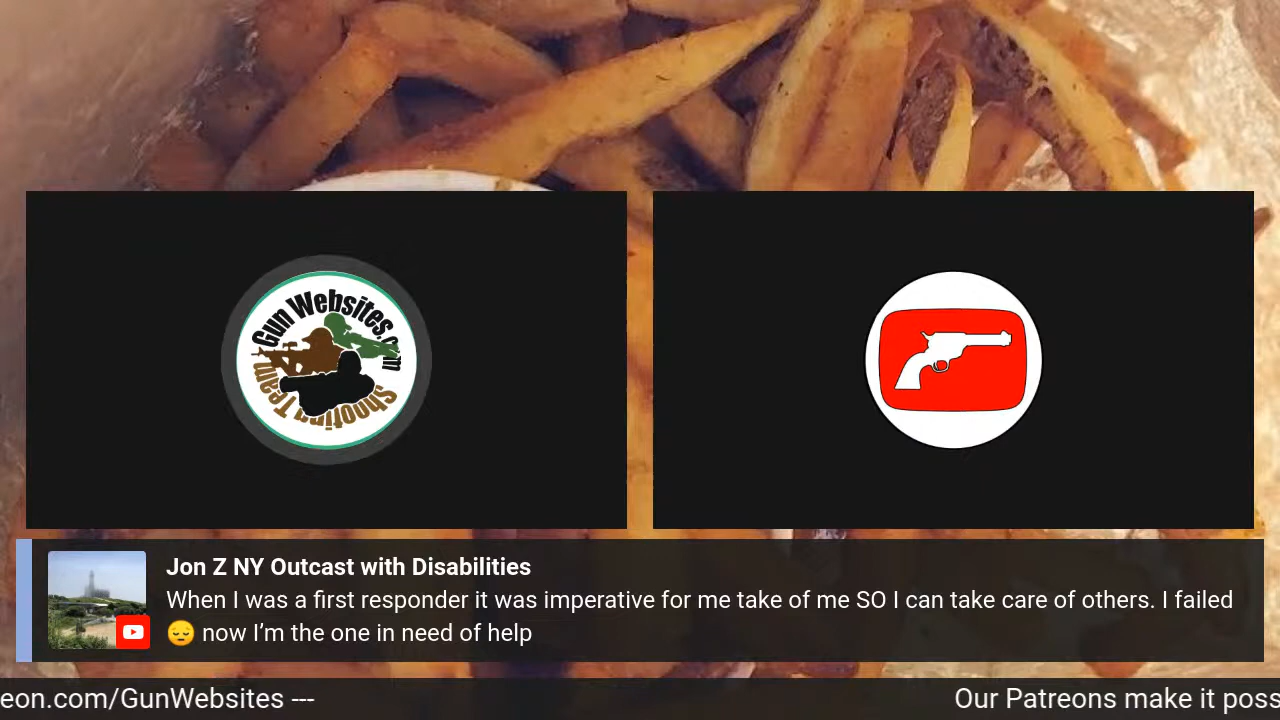 Gun Websites.com
Shooting Team
Jon Z NY Outcast with Disabilities
When I was a first responder it was imperative for me take of me SO I can take care of others. I failed
😔 now I’m the one in need of help
eon.com/GunWebsites --- Our Patreons make it poss